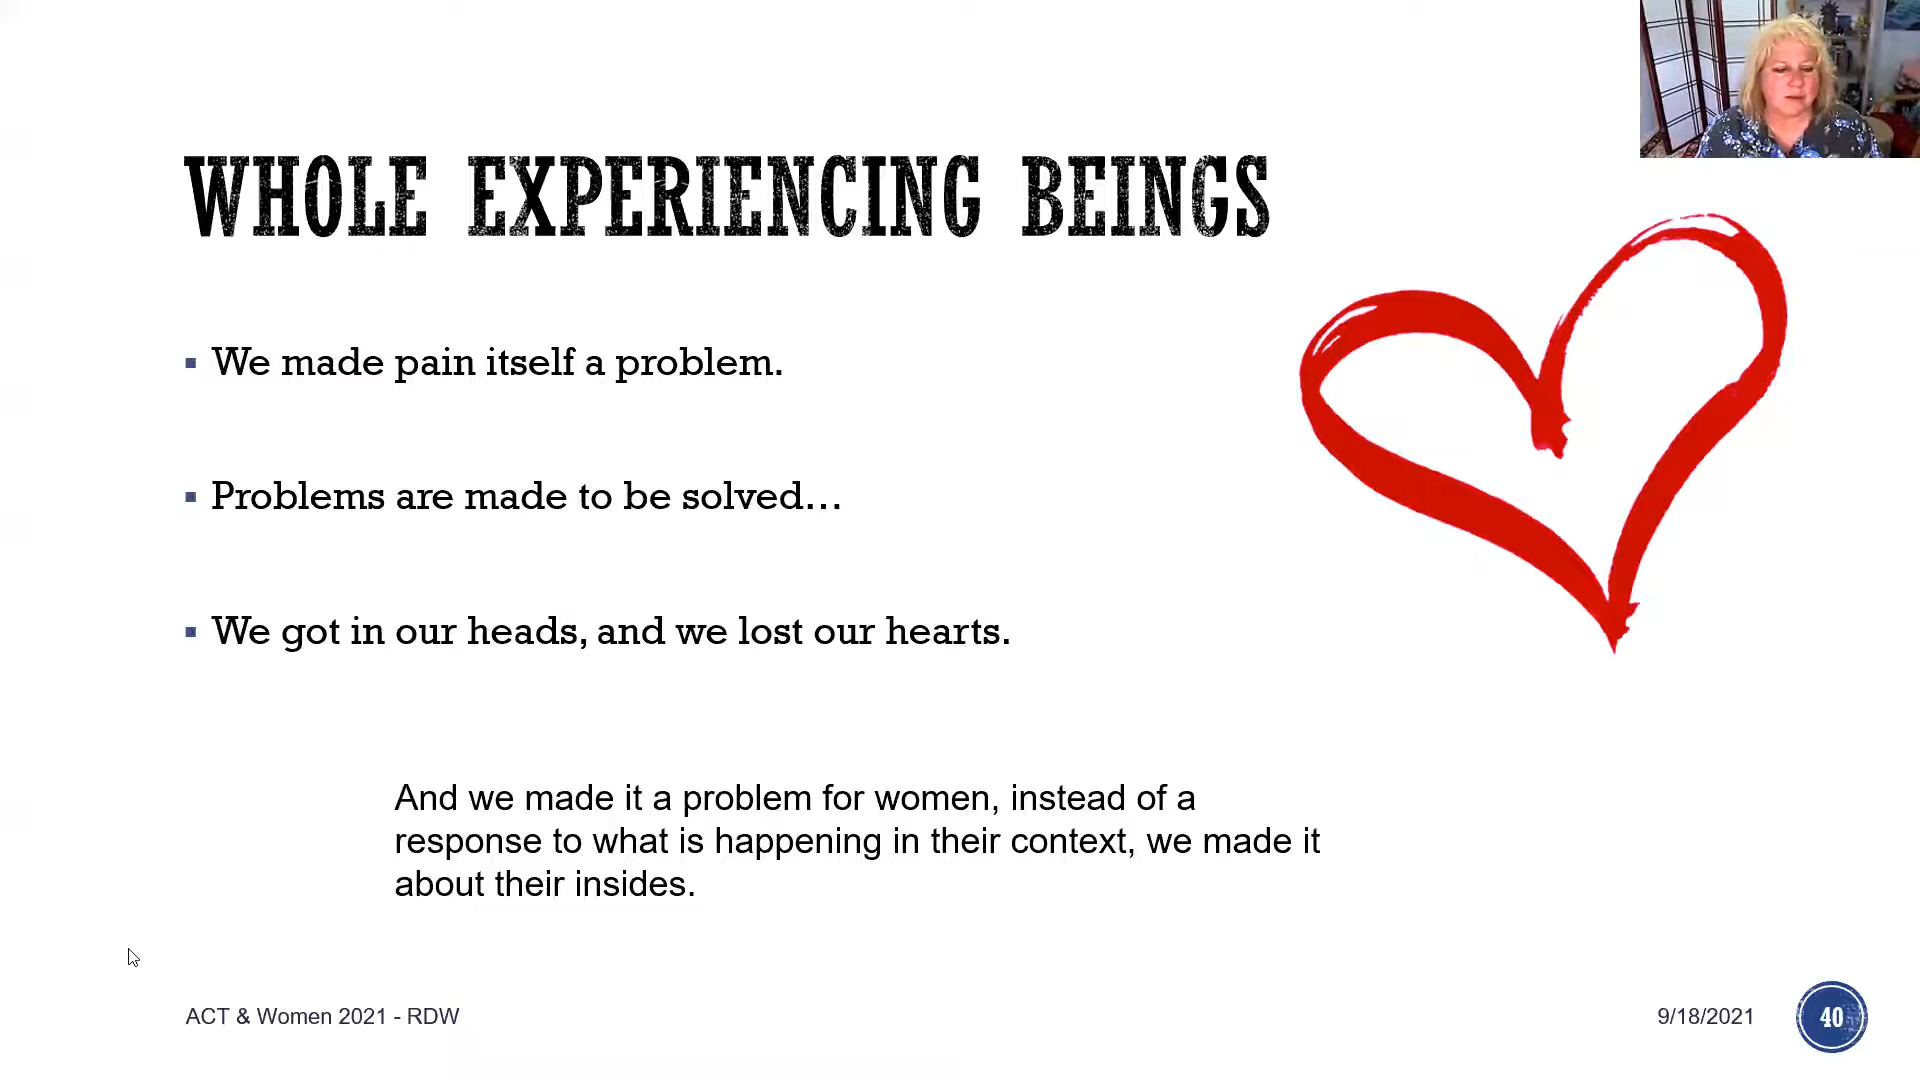 WHOLE EXPERIENCING BEINGS
▪ We made pain itself a problem.
▪ Problems are made to be solved…
▪ We got in our heads, and we lost our hearts.
And we made it a problem for women, instead of a
response to what is happening in their context, we made it
about their insides.
ACT & Women 2021 - RDW
9/18/2021
40